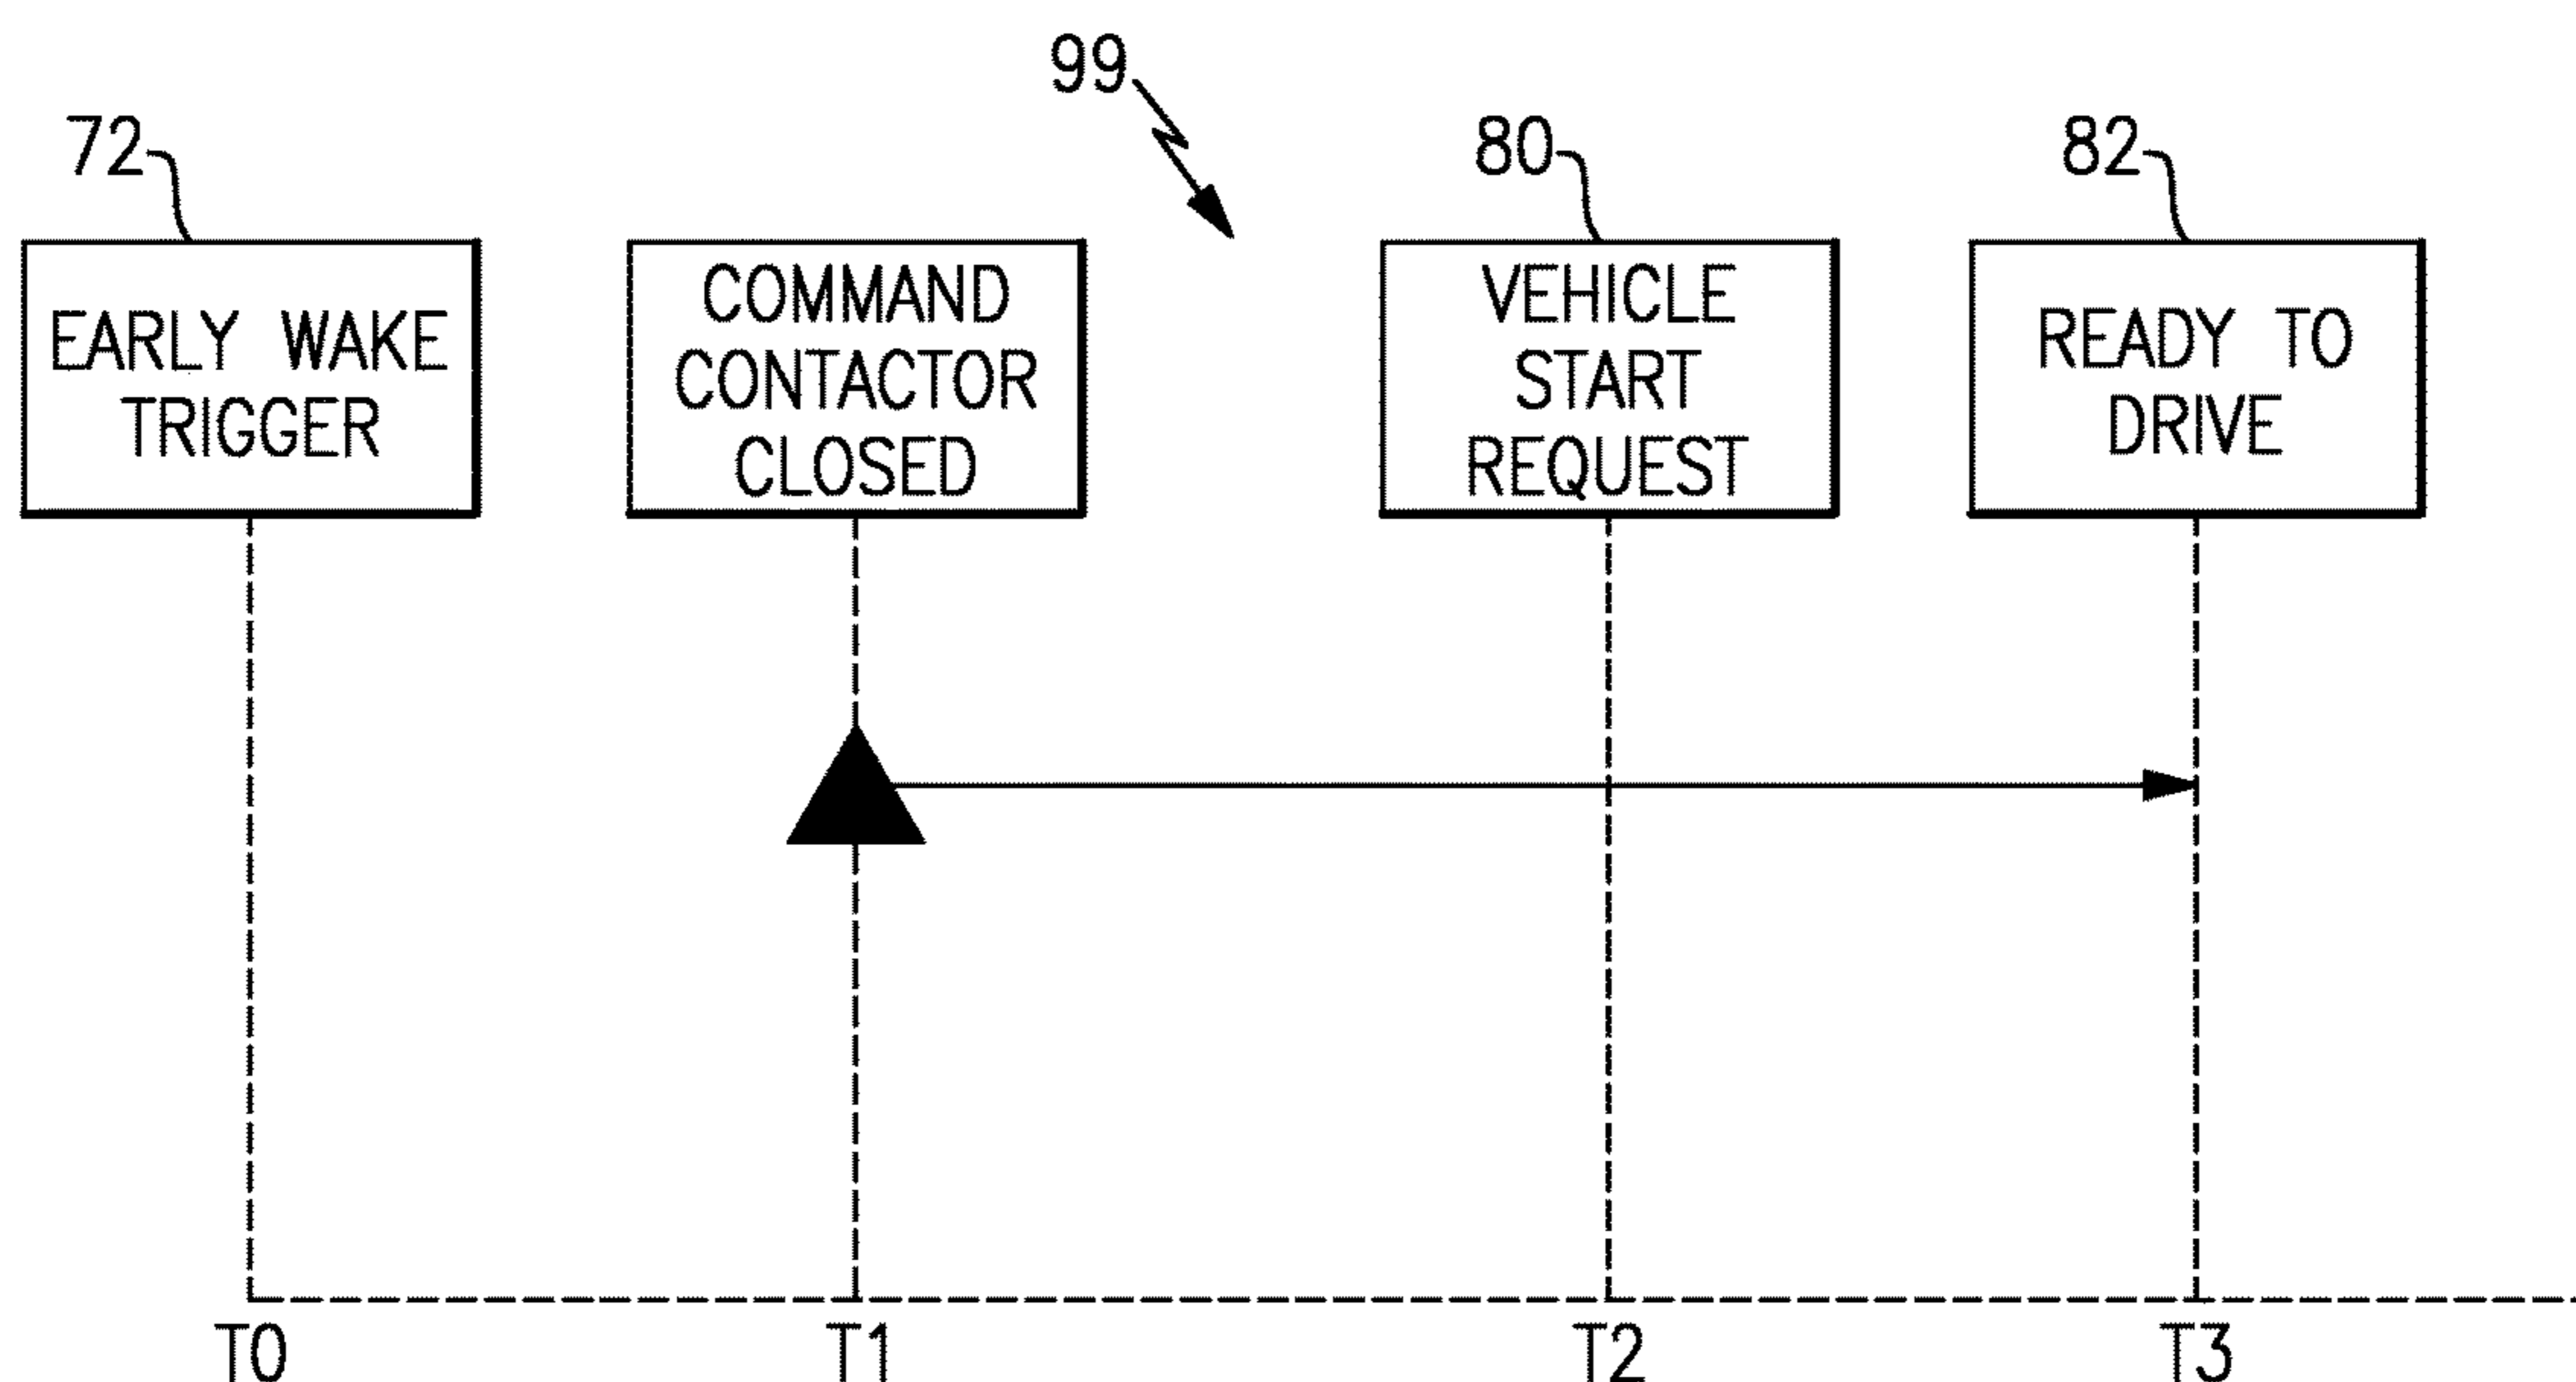 99
72
80
82
EARLY WAKE
TRIGGER
COMMAND
CONTACTOR
CLOSED
VEHICLE
START
REQUEST
READY TO
DRIVE
T0
T1
T2
T3